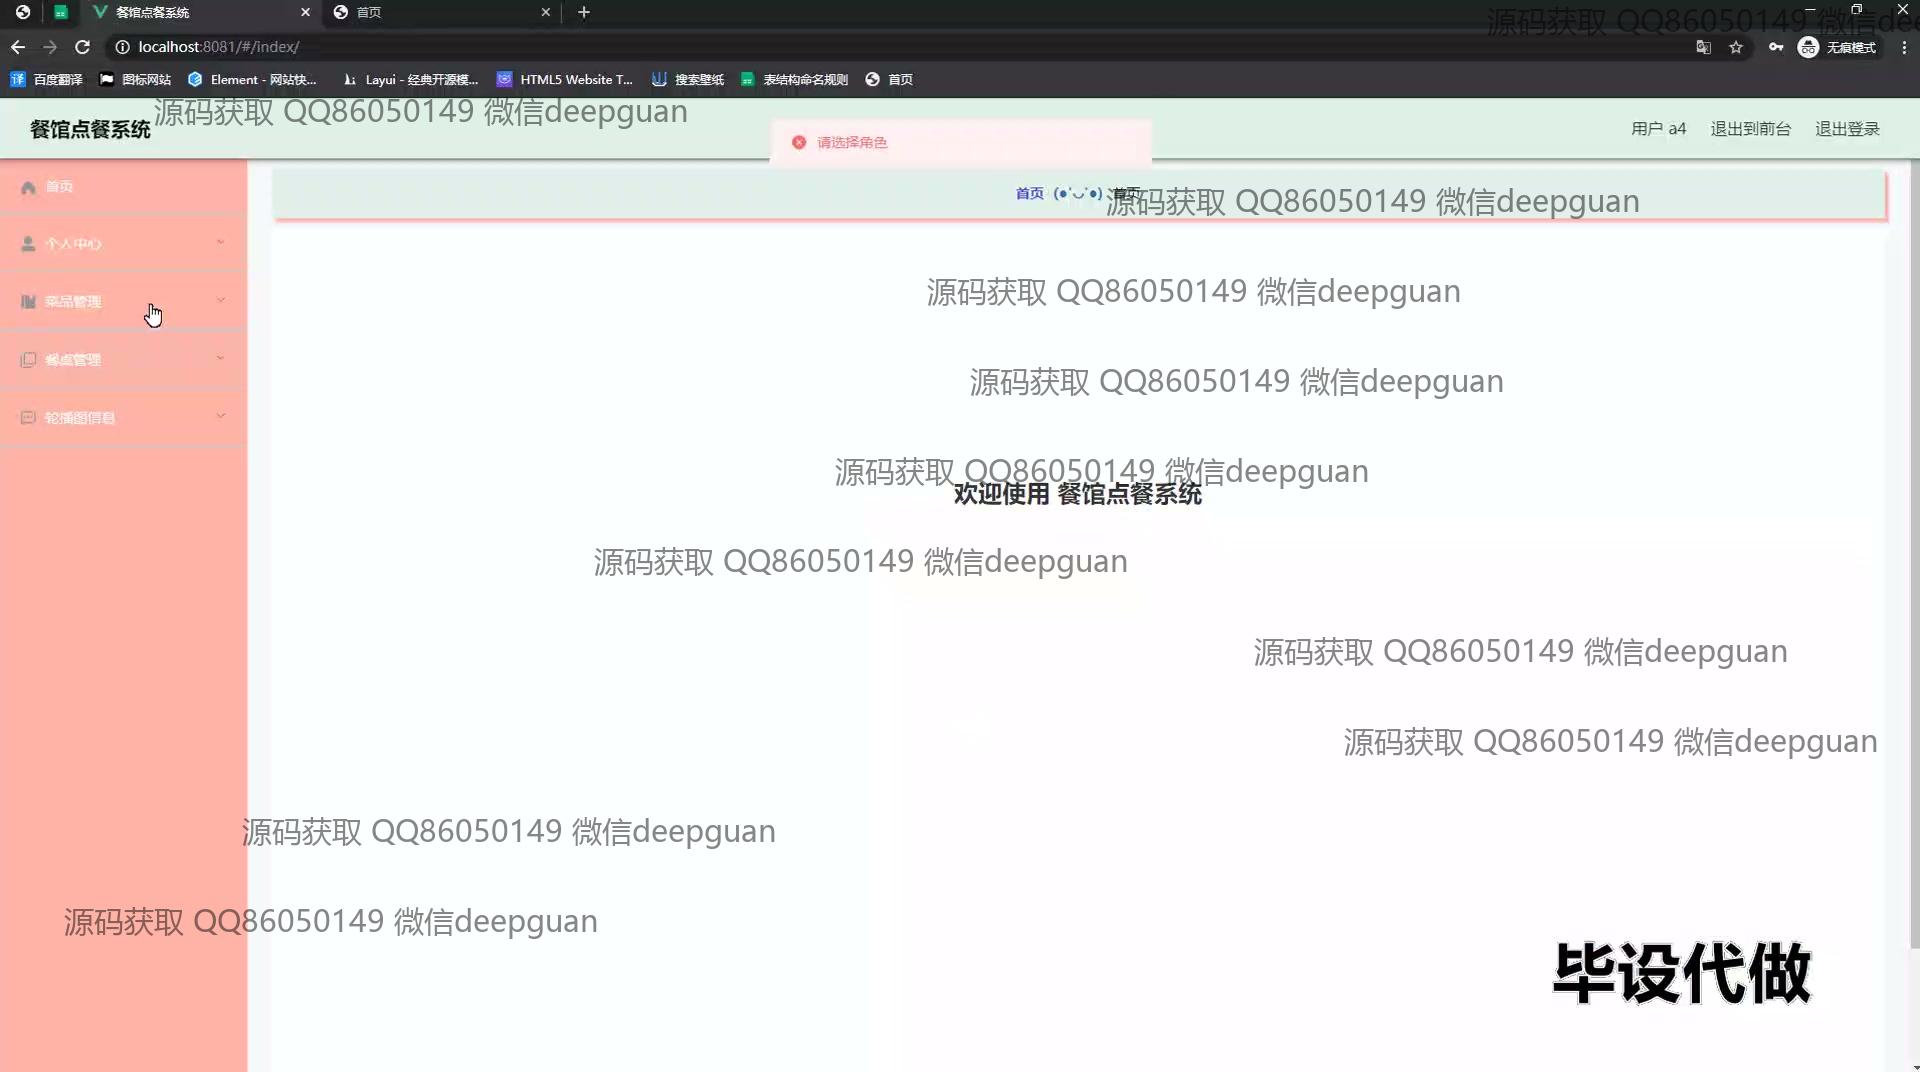 餐馆点餐系统
首页
源码获取 QQ86050149 微信dee
localhost:8081/#/index/
无痕模式
百度翻译
图标网站
Element - 网站快...
Layui - 经典开源模...
HTML5 Website T...
搜索壁纸
表结构命名规则
首页
源码获取 QQ86050149 微信deepguan
餐馆点餐系统
请选择角色
用户 a4
退出到前台
退出登录
首页
个人中心
菜品管理
餐桌管理
轮播图信息
首页 (●'◡'●) 首页
源码获取 QQ86050149 微信deepguan
源码获取 QQ86050149 微信deepguan
源码获取 QQ86050149 微信deepguan
源码获取 QQ86050149 微信deepguan
欢迎使用 餐馆点餐系统
源码获取 QQ86050149 微信deepguan
源码获取 QQ86050149 微信deepguan
源码获取 QQ86050149 微信deepguan
源码获取 QQ86050149 微信deepguan
源码获取 QQ86050149 微信deepguan
毕设代做